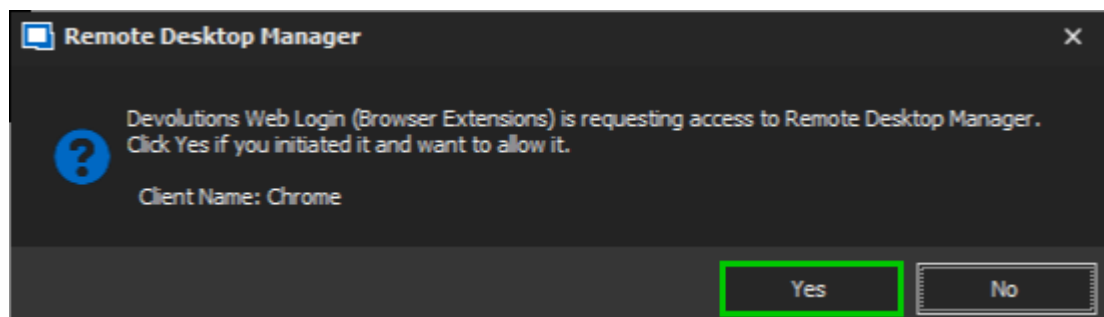 Remote Desktop Manager
Devolutions Web Login (Browser Extensions) is requesting access to Remote Desktop Manager.
Click Yes if you initiated it and want to allow it.
Client Name: Chrome
Yes
No